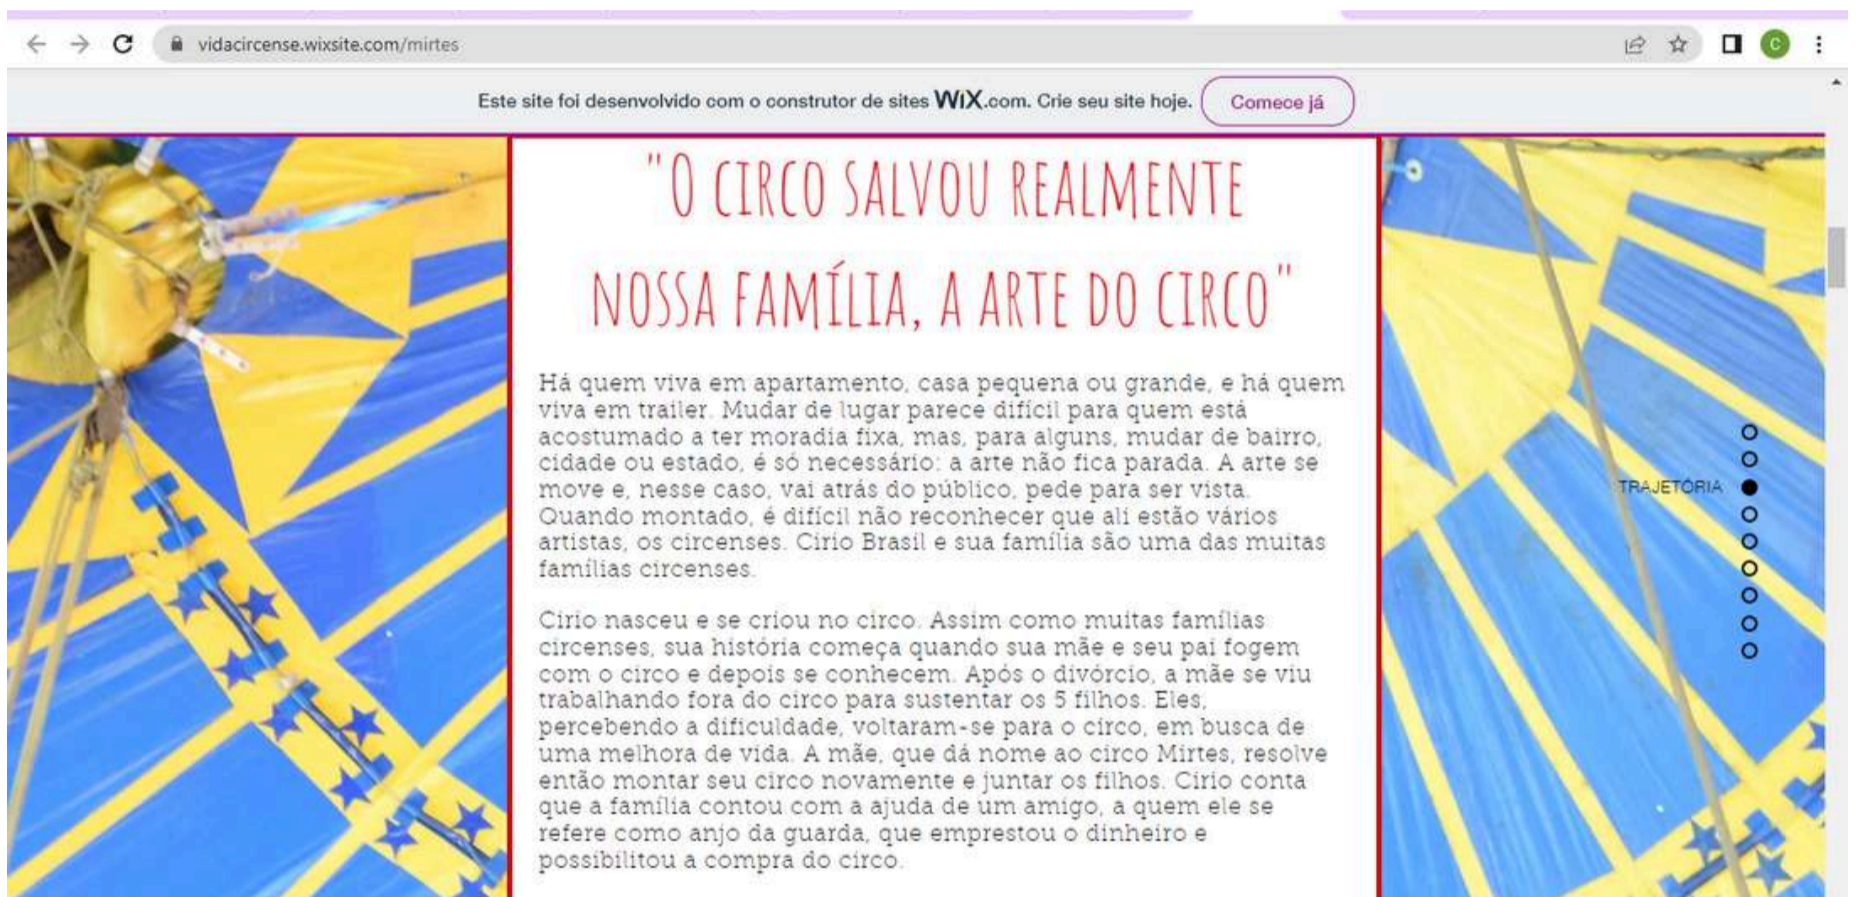 vidacircense.wixsite.com/mirtes
C
Este site foi desenvolvido com o construtor de sites WiX.com. Crie seu site hoje.
Comece já
"O CIRCO SALVOU REALMENTE
NOSSA FAMÍLIA, A ARTE DO CIRCO"
Há quem viva em apartamento, casa pequena ou grande, e há quem
viva em trailer. Mudar de lugar parece difícil para quem está
acostumado a ter moradia fixa, mas, para alguns, mudar de bairro,
cidade ou estado, é só necessário: a arte não fica parada. A arte se
move e, nesse caso, vai atrás do público, pede para ser vista.
Quando montado, é difícil não reconhecer que ali estão vários
artistas, os circenses. Cirio Brasil e sua família são uma das muitas
famílias circenses.
Cirio nasceu e se criou no circo. Assim como muitas famílias
circenses, sua história começa quando sua mãe e seu pai fogem
com o circo e depois se conhecem. Após o divórcio, a mãe se viu
trabalhando fora do circo para sustentar os 5 filhos. Eles,
percebendo a dificuldade, voltaram-se para o circo, em busca de
uma melhora de vida. A mãe, que dá nome ao circo Mirtes, resolve
então montar seu circo novamente e juntar os filhos. Cirio conta
que a família contou com a ajuda de um amigo, a quem ele se
refere como anjo da guarda, que emprestou o dinheiro e
possibilitou a compra do circo.
TRAJETÓRIA